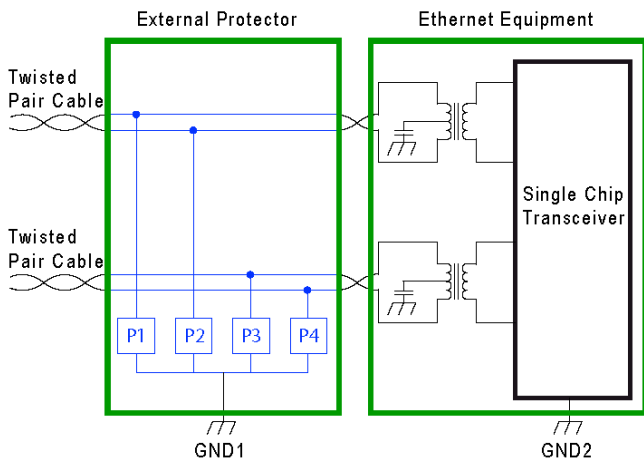 External Protector
Ethernet Equipment
Twisted
Pair Cable
Single Chip
Transceiver
Twisted
Pair Cable
P1
P2
P3
P4
GND1
GND2